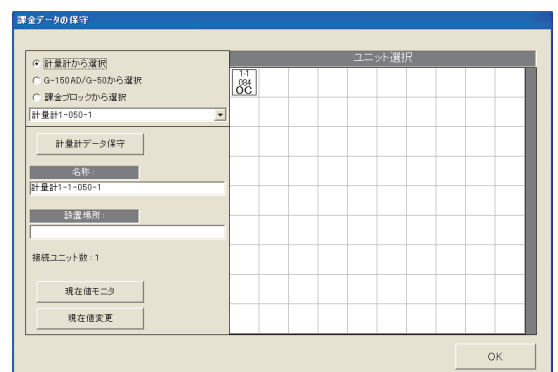 課金データの保守
計量計から選択
G-150AD/G-50から選択
課金ブロックから選択
計量計1-050-1
計量計データ保守
名称:
計量計1-1-050-1
設置場所:
接続ユニット数:1
現在値モニタ
現在値変更
ユニット選択
1-1
084
OC
OK